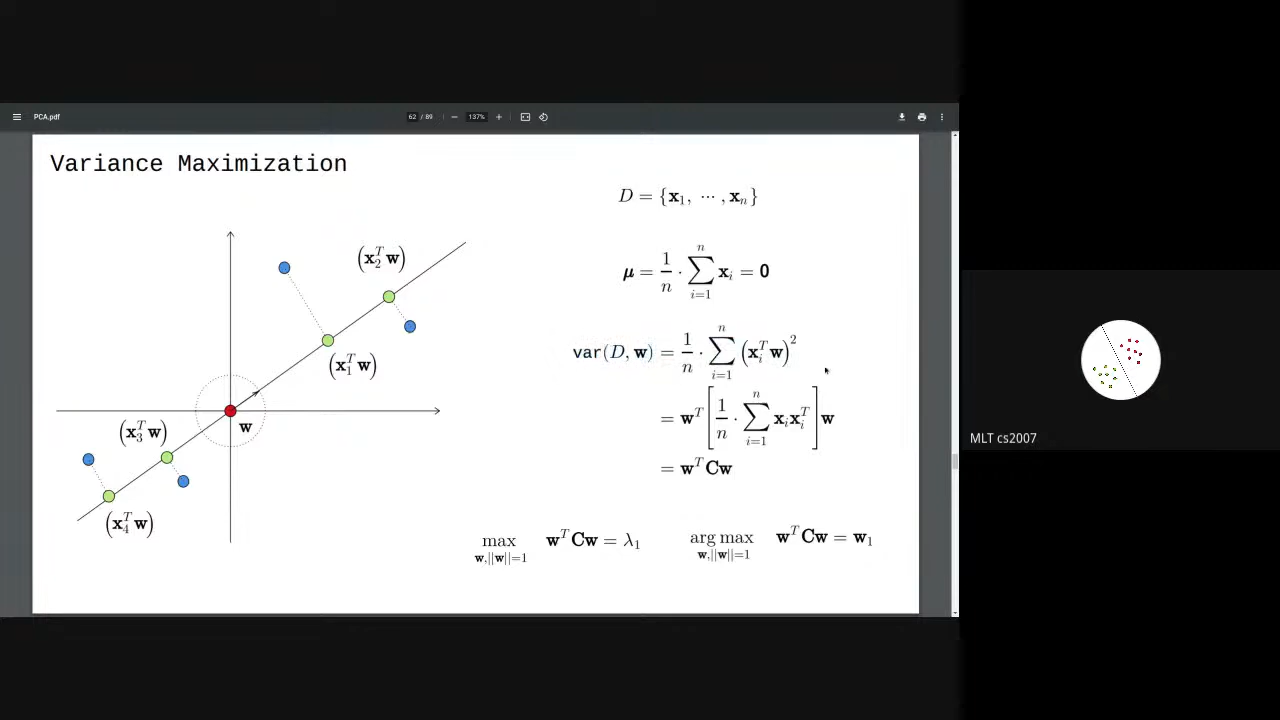 PCA.pdf
62 / 89
137%
Variance Maximization
D = {x₁, ⋯ , xₙ}
μ = 1/n · ∑ᵢ₌₁ⁿ xᵢ = 0
var(D, w) = 1/n · ∑ᵢ₌₁ⁿ (xᵢᵀw)²
= wᵀ[1/n · ∑ᵢ₌₁ⁿ xᵢxᵢᵀ]w
= wᵀCw
max w,||w||=1 wᵀCw = λ₁
arg max w,||w||=1 wᵀCw = w₁
(x₂ᵀw)
(x₁ᵀw)
w
(x₃ᵀw)
(x₄ᵀw)
MLT cs2007